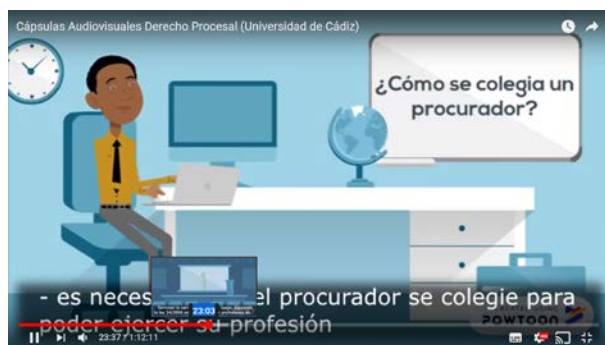 Cápsulas Audiovisuales Derecho Procesal (Universidad de Cádiz)
¿Cómo se colegia un
procurador?
- es neces el procurador se colegie para
23:03
poder ejercer su profesión
POWTOON
23:37 / 1:12:11